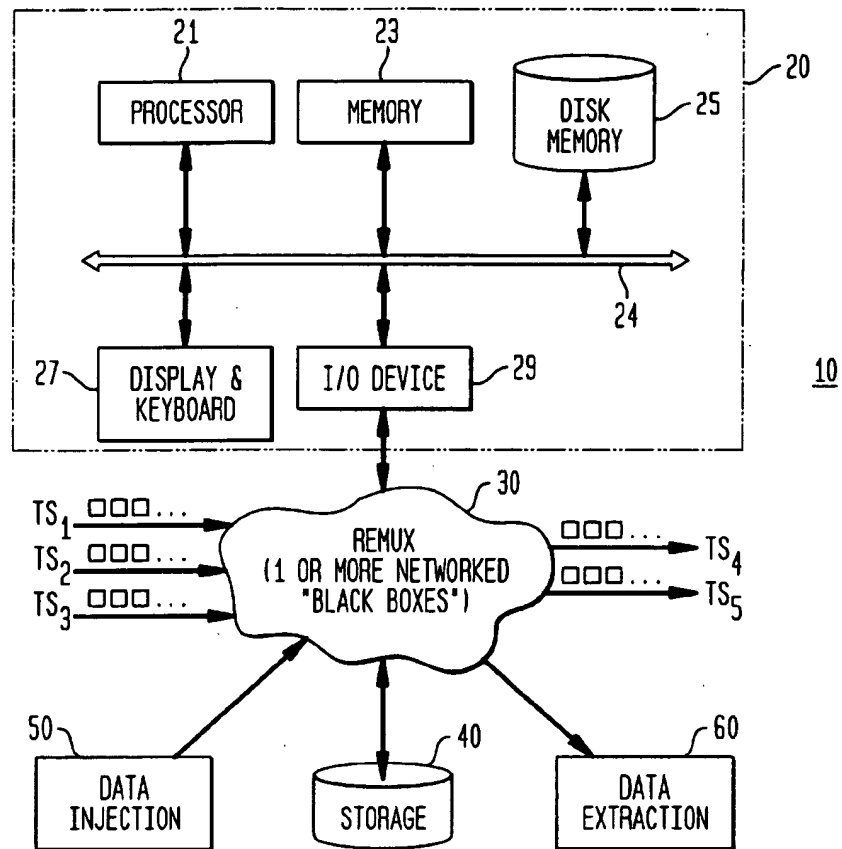 21
23
20
PROCESSOR
MEMORY
DISK
MEMORY
25
24
27
DISPLAY &
KEYBOARD
I/O DEVICE
29
10
30
TS1
TS2
TS3
REMUX
(1 OR MORE NETWORKED
"BLACK BOXES")
TS4
TS5
50
DATA
INJECTION
40
STORAGE
60
DATA
EXTRACTION